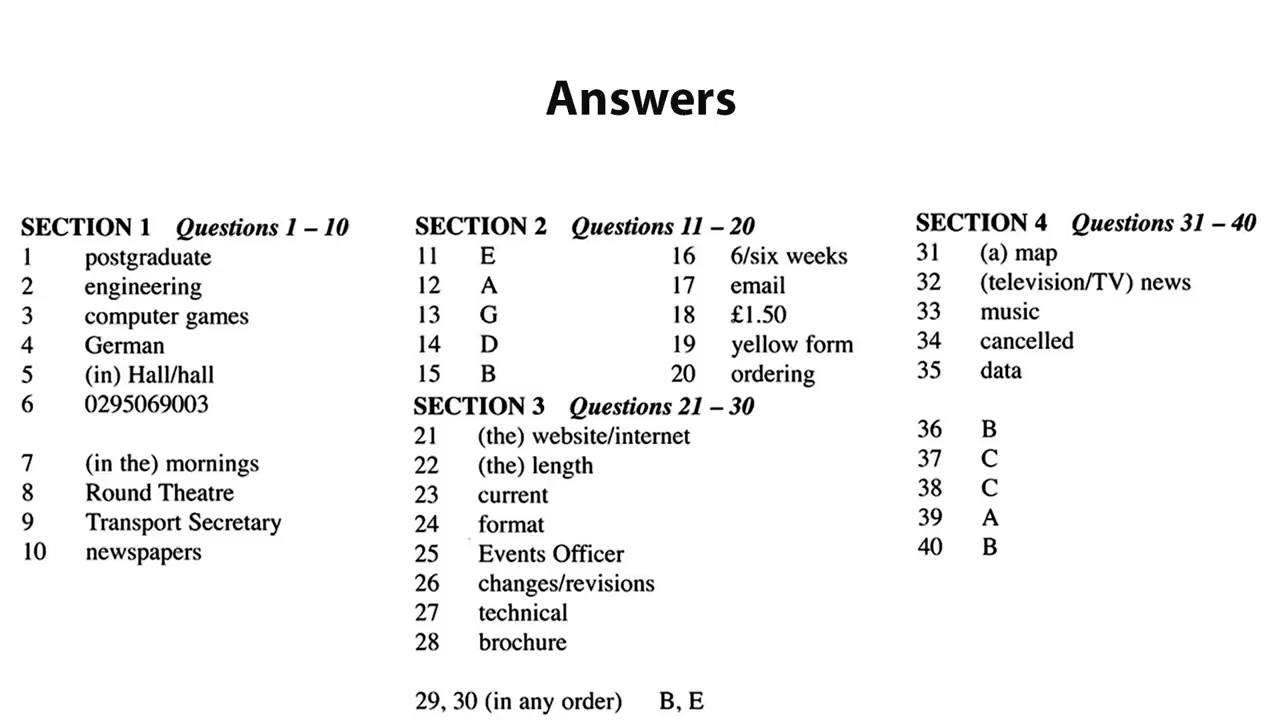 Answers
SECTION 1 Questions 1 – 10
1 postgraduate
2 engineering
3 computer games
4 German
5 (in) Hall/hall
6 0295069003
7 (in the) mornings
8 Round Theatre
9 Transport Secretary
10 newspapers
SECTION 2 Questions 11 – 20
11 E
12 A
13 G
14 D
15 B
16 6/six weeks
17 email
18 £1.50
19 yellow form
20 ordering
SECTION 3 Questions 21 – 30
21 (the) website/internet
22 (the) length
23 current
24 format
25 Events Officer
26 changes/revisions
27 technical
28 brochure
29, 30 (in any order) B, E
SECTION 4 Questions 31 – 40
31 (a) map
32 (television/TV) news
33 music
34 cancelled
35 data
36 B
37 C
38 C
39 A
40 B